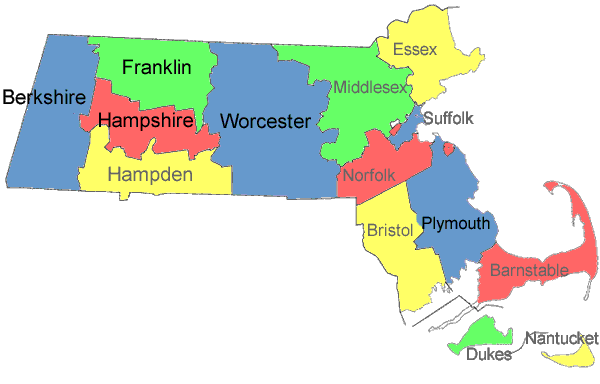 Essex
Franklin
Middlesex
Berkshire
Hampshire
Worcester
Suffolk
Hampden
Norfolk
Bristol
Plymouth
Barnstable
Nantucket
Dukes